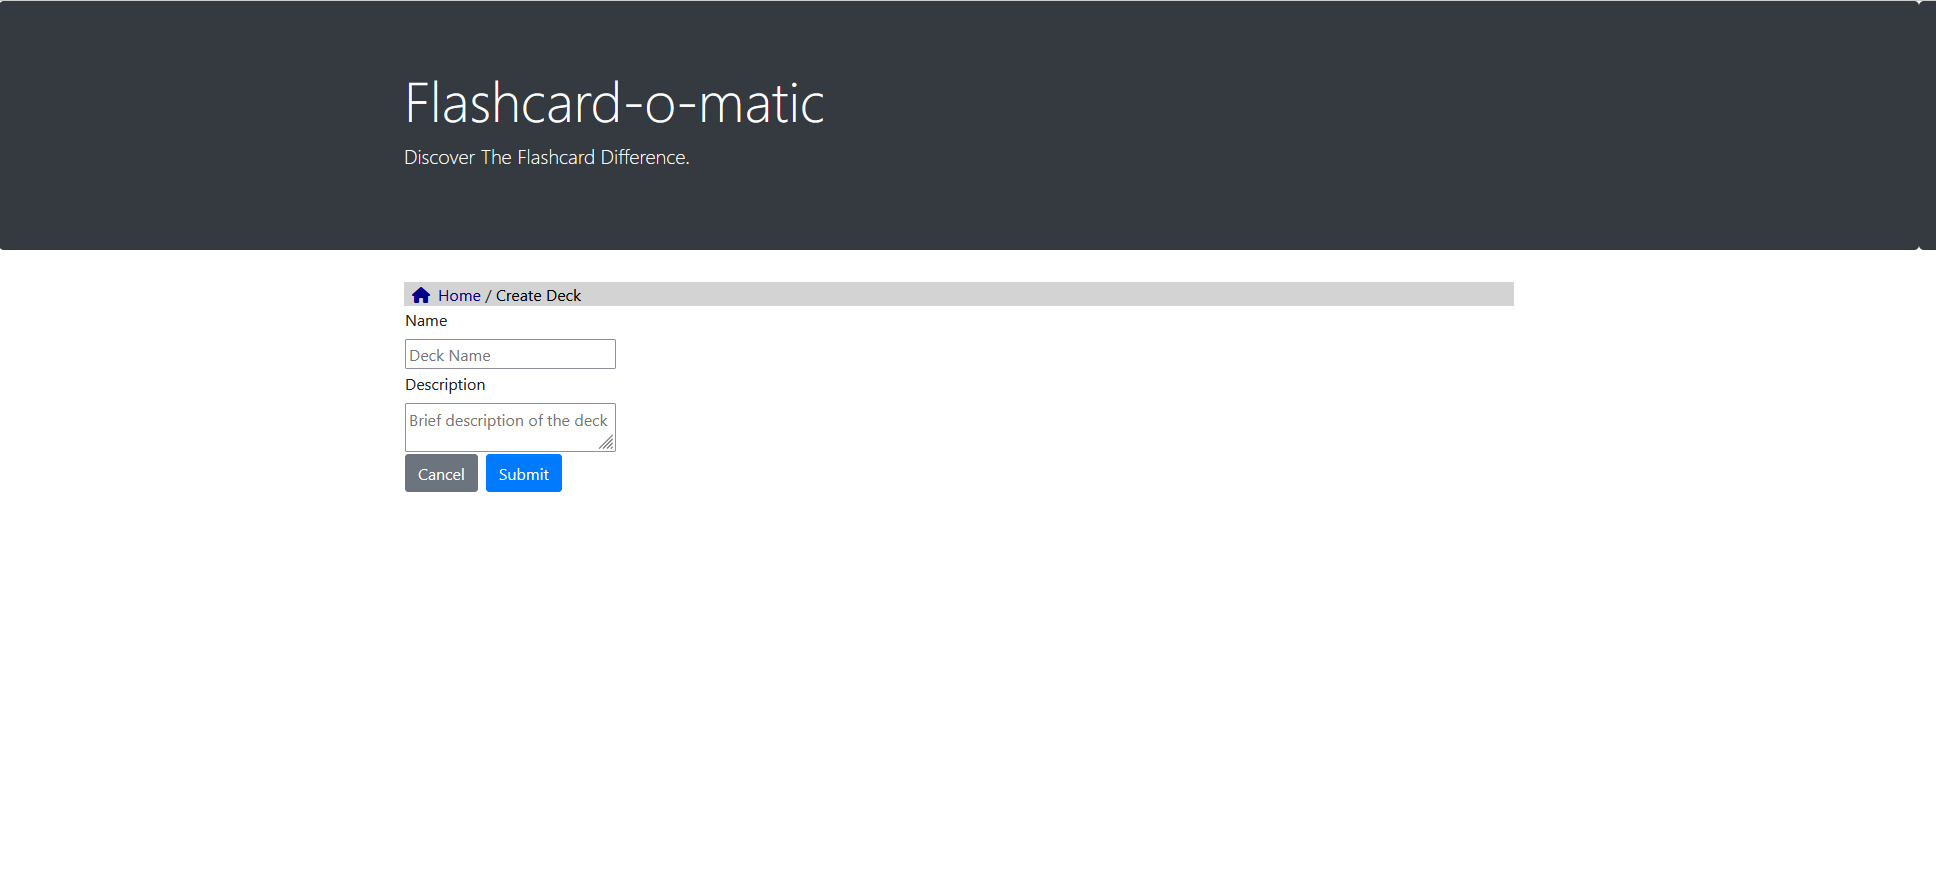 Flashcard-o-matic
Discover The Flashcard Difference.
Home / Create Deck
Name
Deck Name
Description
Brief description of the deck
Cancel Submit